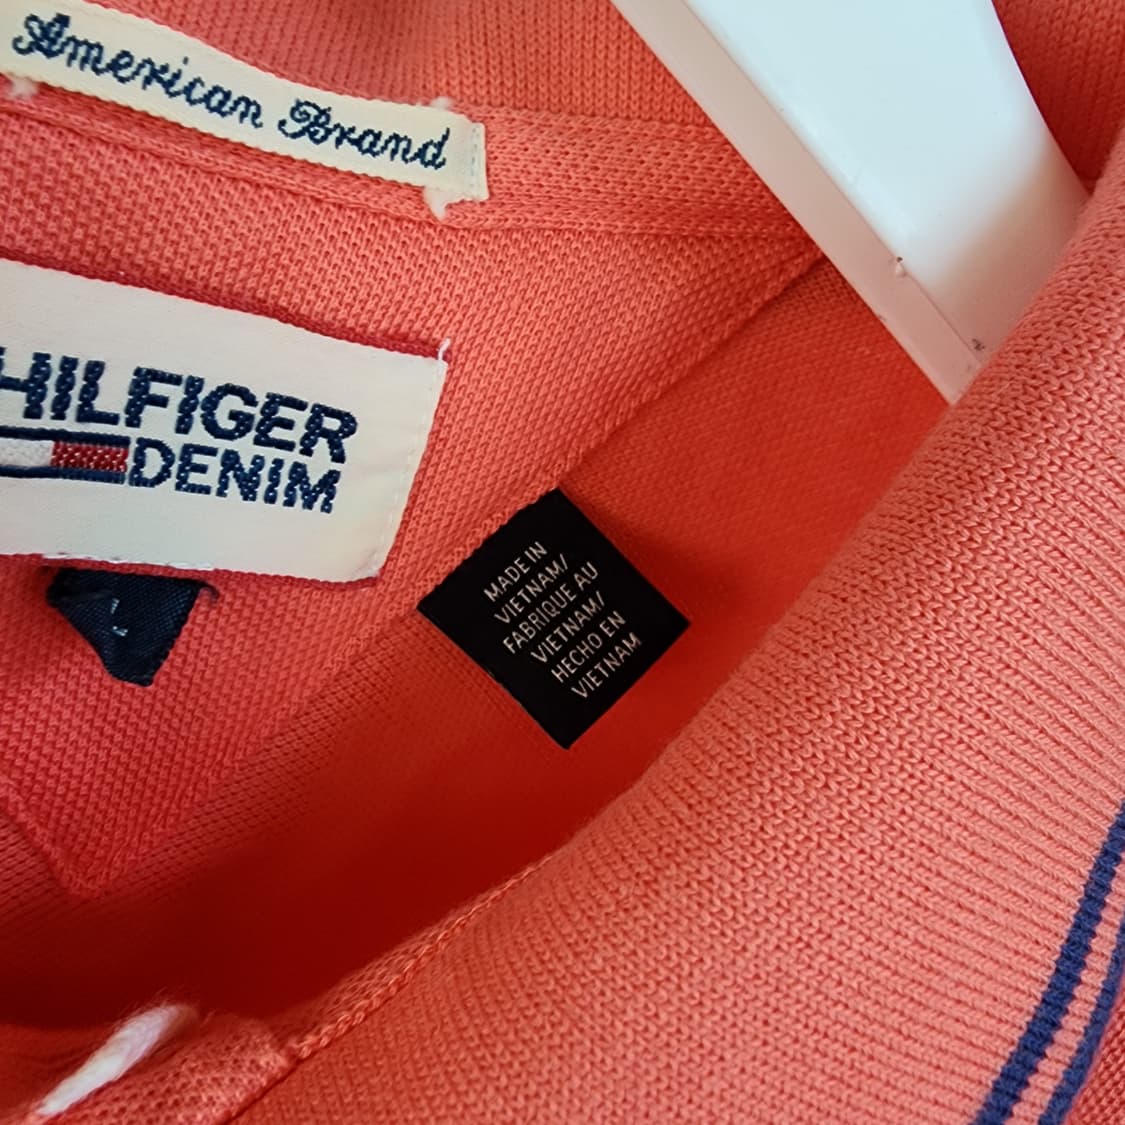 American Brand
HILFIGER
DENIM
MADE IN
VIETNAM/
FABRIQUE AU
VIETNAM/
HECHO EN
VIETNAM